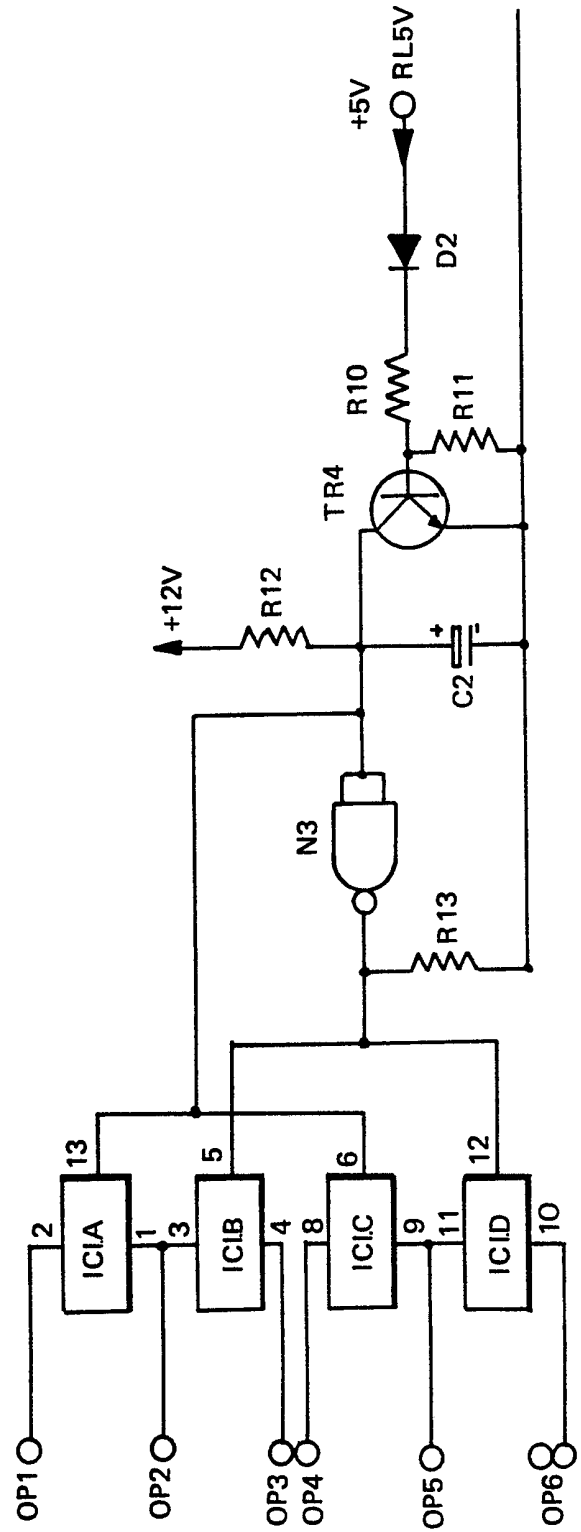 OP1
OP2
OP3
OP4
OP5
OP6
2
ICI.A
13
1
3
ICI.B
5
4
8
ICI.C
6
9
11
ICI.D
12
10
N3
R13
+12V
R12
C2
+
-
TR4
R10
R11
D2
+5V
RL5V